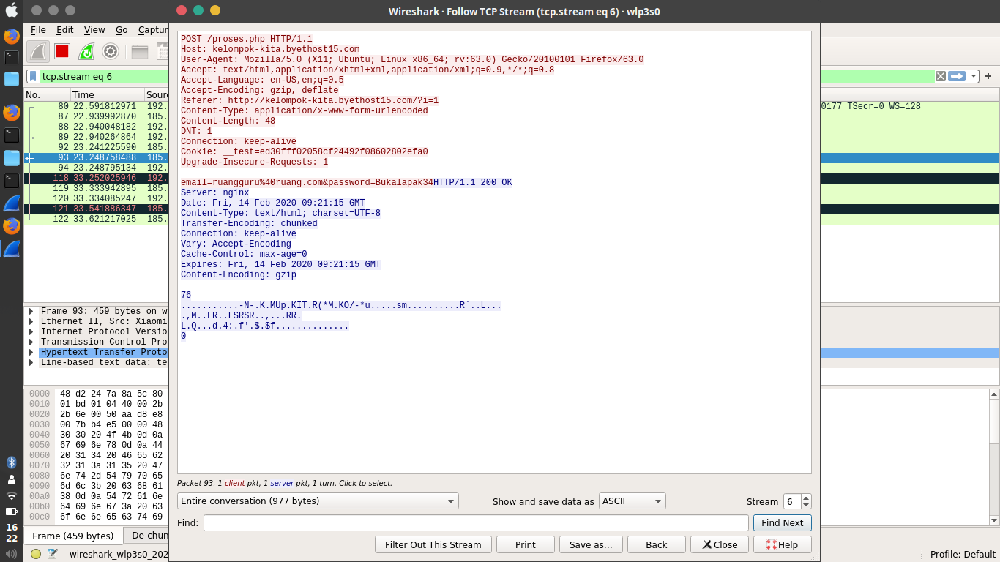 Wireshark · Follow TCP Stream (tcp.stream eq 6) · wlp3s0
File Edit View Go Captur
tcp.stream eq 6
No. Time Sourc
80 22.591812971 192.
87 22.939992870 185.
88 22.940048182 192.
89 22.940264864 192.
92 23.241225590 185.
93 23.248758488 185.
94 23.248795134 192.
118 33.252025946 192.
119 33.333942895 185.
120 33.334085247 192.
121 33.541886347 185.
122 33.621217025 185.
0177 TSecr=0 WS=128
POST /proses.php HTTP/1.1
Host: kelompok-kita.byethost15.com
User-Agent: Mozilla/5.0 (X11; Ubuntu; Linux x86_64; rv:63.0) Gecko/20100101 Firefox/63.0
Accept: text/html,application/xhtml+xml,application/xml;q=0.9,*/*;q=0.8
Accept-Language: en-US,en;q=0.5
Accept-Encoding: gzip, deflate
Referer: http://kelompok-kita.byethost15.com/?i=1
Content-Type: application/x-www-form-urlencoded
Content-Length: 48
DNT: 1
Connection: keep-alive
Cookie: __test=ed30fff02058cf24492f08602802efa0
Upgrade-Insecure-Requests: 1
email=ruangguru%40ruang.com&password=Bukalapak34HTTP/1.1 200 OK
Server: nginx
Date: Fri, 14 Feb 2020 09:21:15 GMT
Content-Type: text/html; charset=UTF-8
Transfer-Encoding: chunked
Connection: keep-alive
Vary: Accept-Encoding
Cache-Control: max-age=0
Expires: Fri, 14 Feb 2020 09:21:15 GMT
Content-Encoding: gzip
76
...........-N-.K.MUp.KIT.R(*M.KO/-*u.....sm..........R`..L...
.,M..LR..LSRSR..,...RR.
L.Q...d.4:.f'.$.$f..............
0
Frame 93: 459 bytes on w
Ethernet II, Src: Xiaomi
Internet Protocol Versio
Transmission Control Pro
Hypertext Transfer Proto
Line-based text data: te
0000 48 d2 24 7a 8a 5c 80
0010 01 bd 01 04 40 00 2b
0020 2b 6e 00 50 aa d8 e8
0030 00 7b b4 e5 00 00 48
0040 30 30 20 4f 4b 0d 0a
0050 67 69 6e 78 0d 0a 44
0060 20 31 34 20 46 65 62
0070 32 31 3a 31 35 20 47
0080 6e 74 2d 54 79 70 65
0090 6d 6c 3b 20 63 68 61
00a0 38 0d 0a 54 72 61 6e
00b0 64 69 6e 67 3a 20 63
00c0 6f 6e 6e 65 63 74 69
Packet 93. 1 client pkt, 1 server pkt, 1 turn. Click to select.
Entire conversation (977 bytes) Show and save data as ASCII Stream 6
Find: Find Next
Filter Out This Stream Print Save as... Back Close Help
Frame (459 bytes) De-chun
wireshark_wlp3s0_202 Profile: Default
16
22